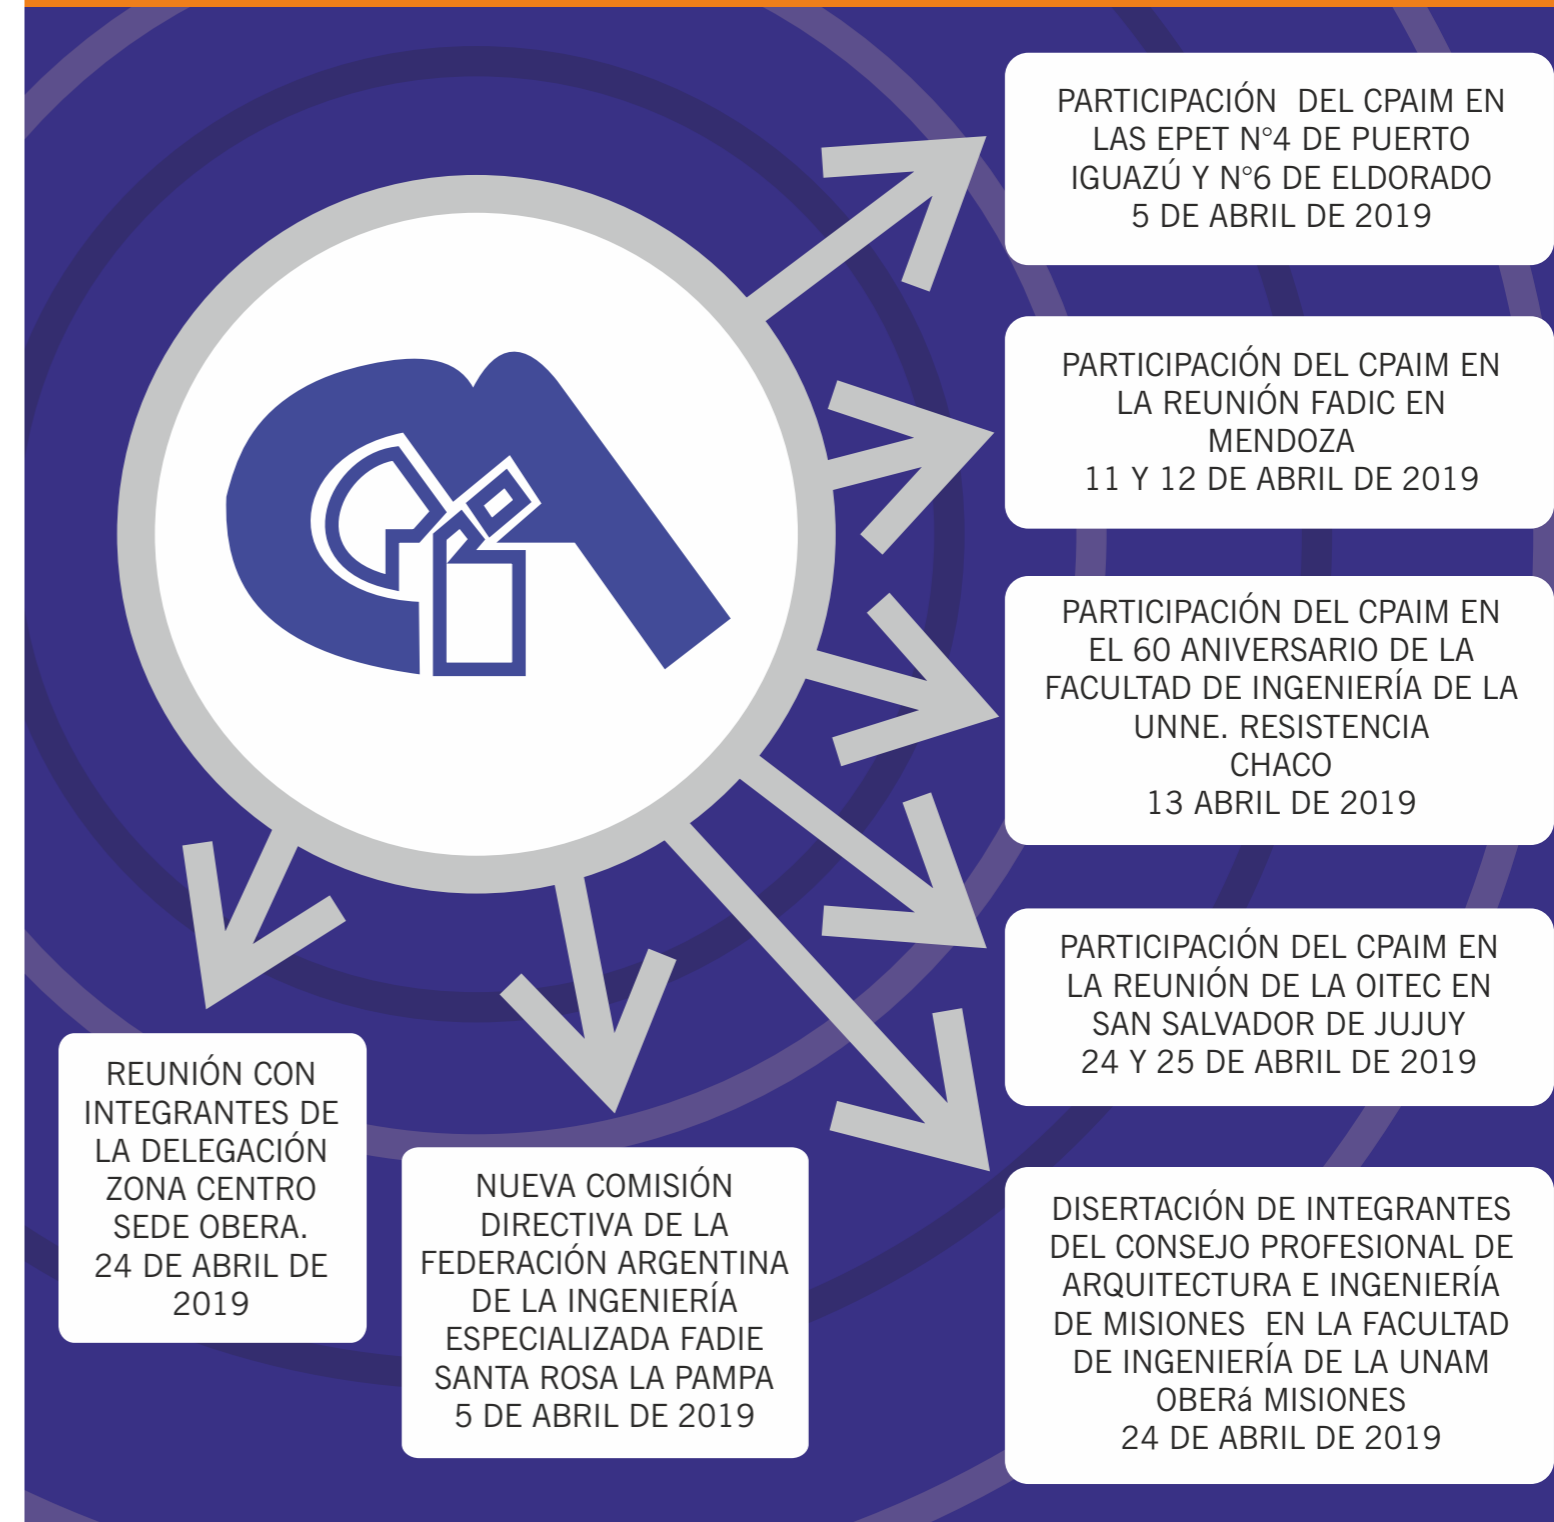 PARTICIPACIÓN DEL CPAIM EN
LAS EPET N°4 DE PUERTO
IGUAZÚ Y N°6 DE ELDORADO
5 DE ABRIL DE 2019
PARTICIPACIÓN DEL CPAIM EN
LA REUNIÓN FADIC EN
MENDOZA
11 Y 12 DE ABRIL DE 2019
PARTICIPACIÓN DEL CPAIM EN
EL 60 ANIVERSARIO DE LA
FACULTAD DE INGENIERÍA DE LA
UNNE. RESISTENCIA
CHACO
13 ABRIL DE 2019
PARTICIPACIÓN DEL CPAIM EN
LA REUNIÓN DE LA OITEC EN
SAN SALVADOR DE JUJUY
24 Y 25 DE ABRIL DE 2019
DISERTACIÓN DE INTEGRANTES
DEL CONSEJO PROFESIONAL DE
ARQUITECTURA E INGENIERÍA
DE MISIONES EN LA FACULTAD
DE INGENIERÍA DE LA UNAM
OBERá MISIONES
24 DE ABRIL DE 2019
NUEVA COMISIÓN
DIRECTIVA DE LA
FEDERACIÓN ARGENTINA
DE LA INGENIERÍA
ESPECIALIZADA FADIE
SANTA ROSA LA PAMPA
5 DE ABRIL DE 2019
REUNIÓN CON
INTEGRANTES DE
LA DELEGACIÓN
ZONA CENTRO
SEDE OBERA.
24 DE ABRIL DE
2019